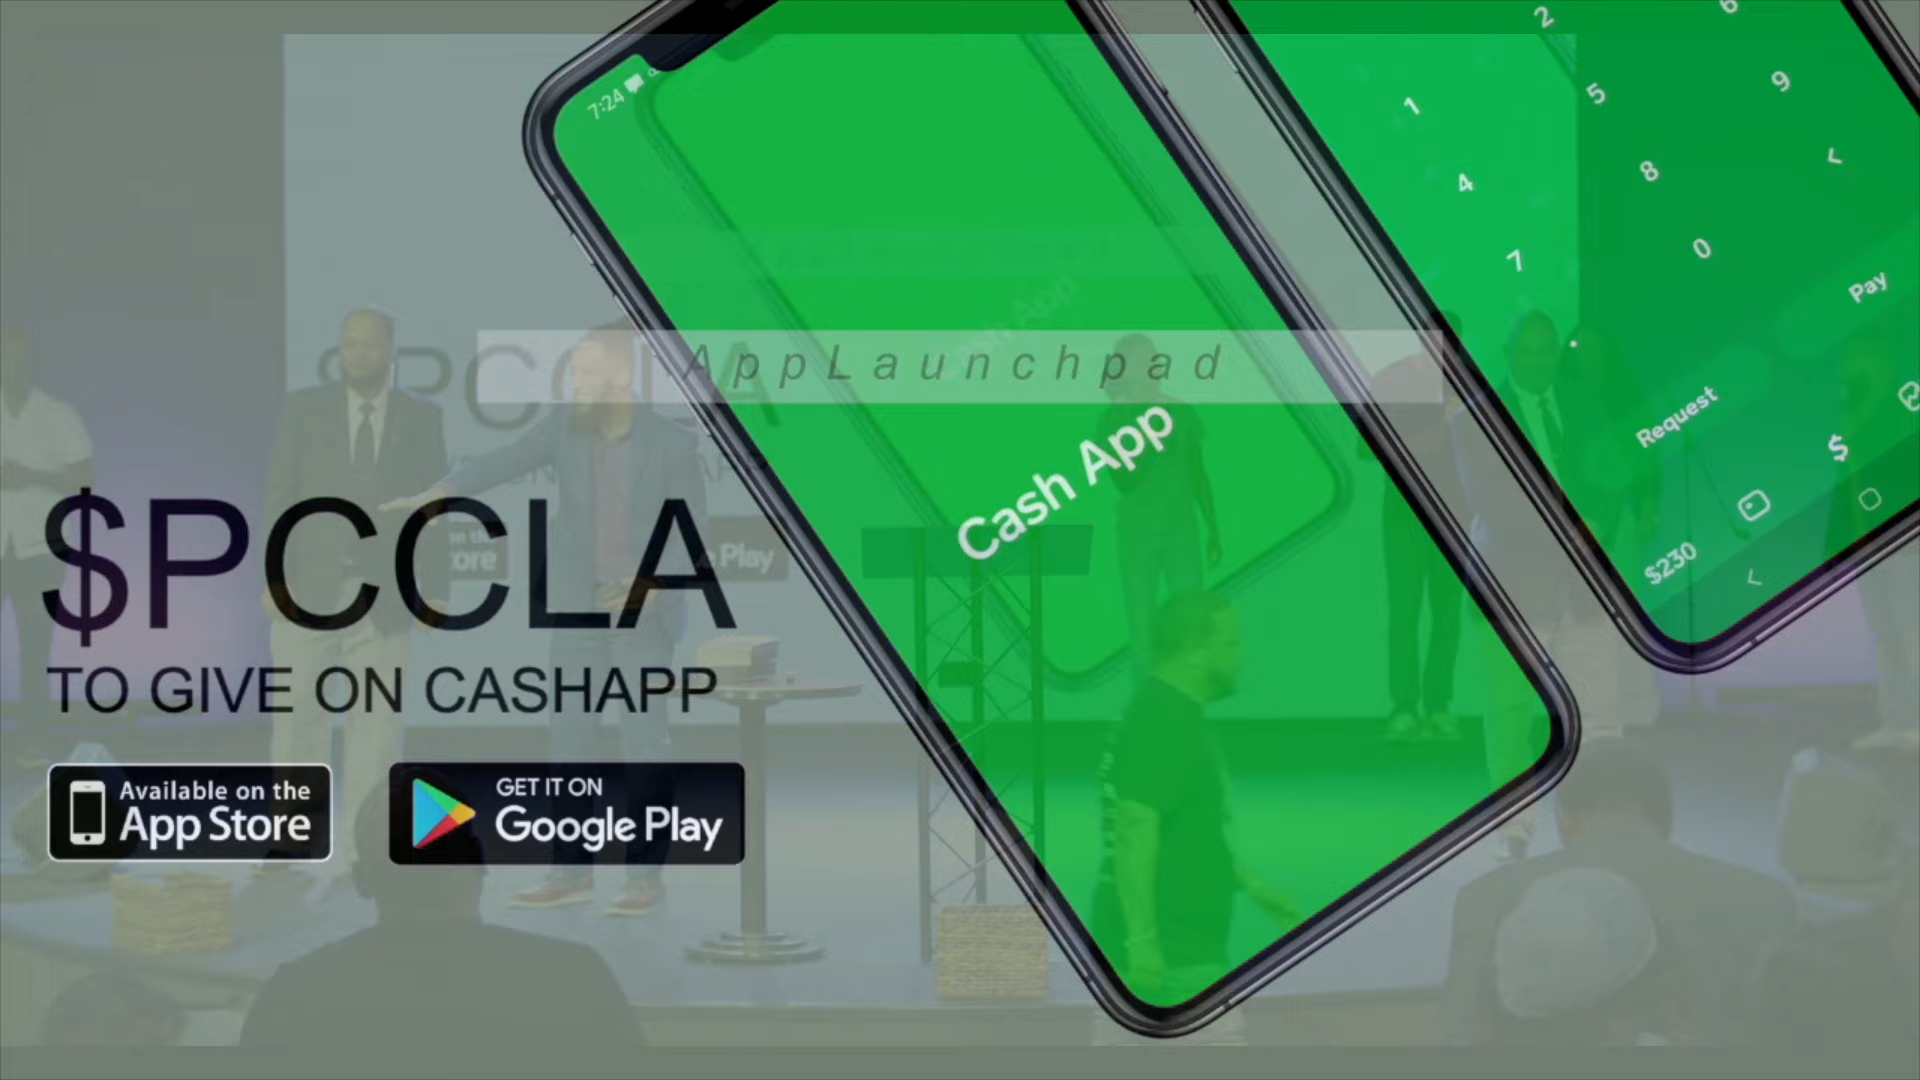 7:24
AppLaunchpad
Cash App
$PCCLA
TO GIVE ON CASHAPP
Available on the
App Store
GET IT ON
Google Play
1
2
4
5
6
7
8
9
0
<
.
Request
Pay
$230
$